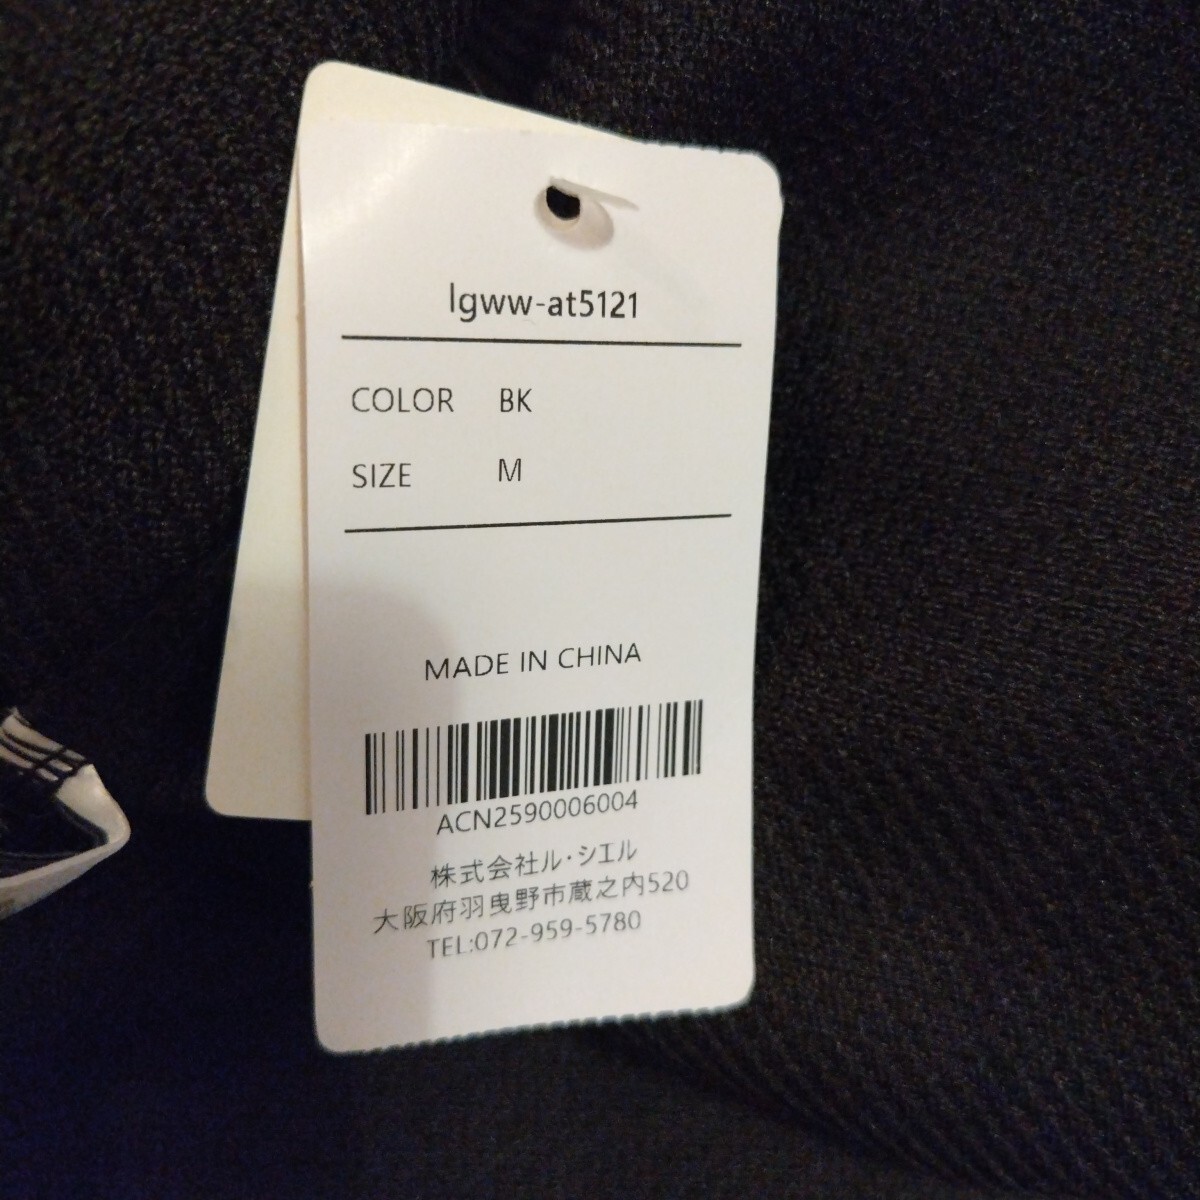 lgww-at5121
COLOR BK
SIZE M
MADE IN CHINA
ACN2590006004
株式会社ル・シエル
大阪府羽曳野市蔵之内520
TEL:072-959-5780